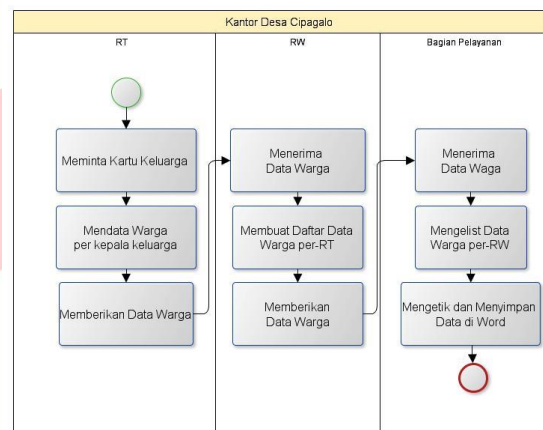 Kantor Desa Cipagalo
RT
RW
Bagian Pelayanan
Meminta Kartu Keluarga
Mendata Warga
per kepala keluarga
Memberikan Data Warga
Menerima
Data Warga
Membuat Daftar Data
Warga per-RT
Memberikan
Data Warga
Menerima
Data Waga
Mengelist Data
Warga per-RW
Mengetik dan Menyimpan
Data di Word